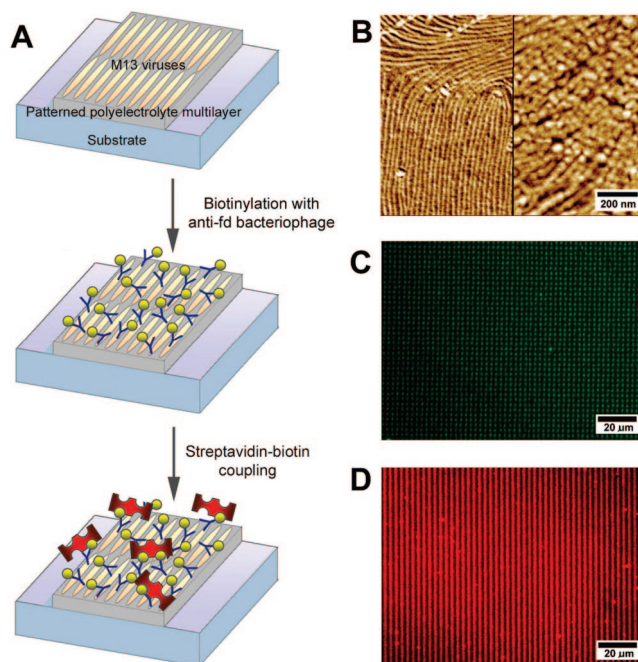 A
M13 viruses
Patterned polyelectrolyte multilayer
Substrate
Biotinylation with
anti-fd bacteriophage
Streptavidin-biotin
coupling
B
200 nm
C
20 µm
D
20 µm